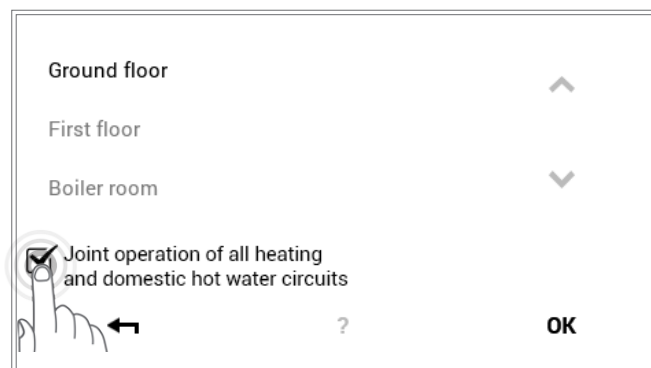 Ground floor
First floor
Boiler room
Joint operation of all heating
and domestic hot water circuits
?
OK